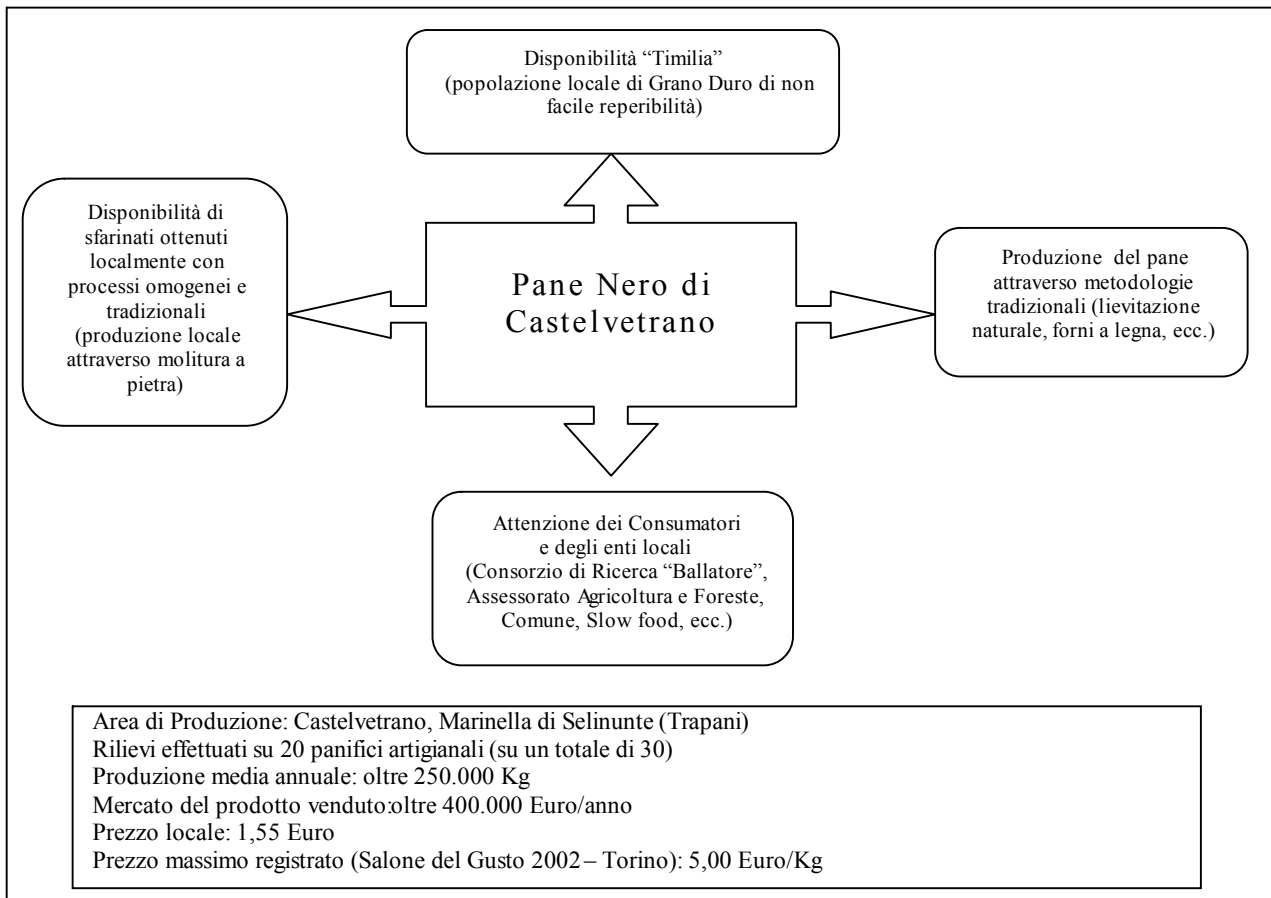 Disponibilità “Timilia”
(popolazione locale di Grano Duro di non
facile reperibilità)
Disponibilità di
sfarinati ottenuti
localmente con
processi omogenei e
tradizionali
(produzione locale
attraverso molitura a
pietra)
Pane Nero di
Castelvetrano
Produzione del pane
attraverso metodologie
tradizionali (lievitazione
naturale, forni a legna, ecc.)
Attenzione dei Consumatori
e degli enti locali
(Consorzio di Ricerca “Ballatore”,
Assessorato Agricoltura e Foreste,
Comune, Slow food, ecc.)
Area di Produzione: Castelvetrano, Marinella di Selinunte (Trapani)
Rilievi effettuati su 20 panifici artigianali (su un totale di 30)
Produzione media annuale: oltre 250.000 Kg
Mercato del prodotto venduto:oltre 400.000 Euro/anno
Prezzo locale: 1,55 Euro
Prezzo massimo registrato (Salone del Gusto 2002 – Torino): 5,00 Euro/Kg